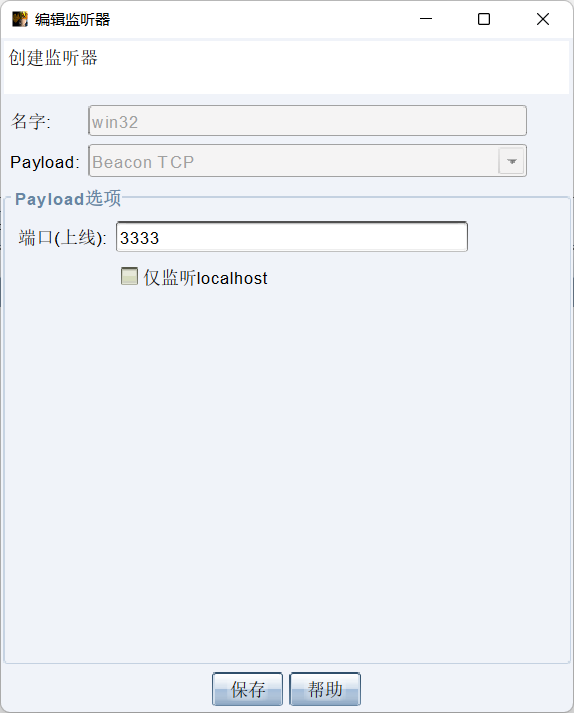 编辑监听器
创建监听器
名字: win32
Payload: Beacon TCP
Payload选项
端口(上线): 3333
仅监听localhost
保存 帮助